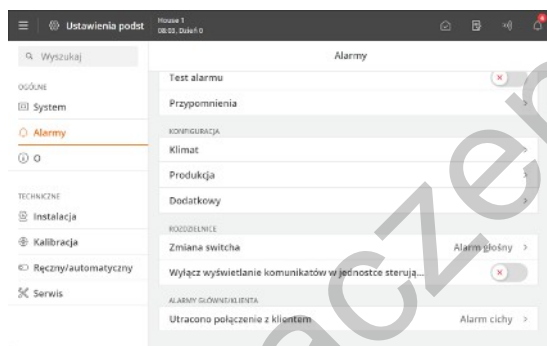 Ustawienia podst
House 1
08:03, Dzień 0
Wyszukaj
Alarmy
OGÓLNE
System
Alarmy
O
TECHNICZNE
Instalacja
Kalibracja
Ręczny/automatyczny
Serwis
Test alarmu
Przypomnienia
KONFIGURACJA
Klimat
Produkcja
Dodatkowy
ROZDZIELNICE
Zmiana switcha Alarm głośny
Wyłącz wyświetlanie komunikatów w jednostce sterują...
ALARMY GŁÓWNE/KLIENTA
Utracono połączenie z klientem Alarm cichy